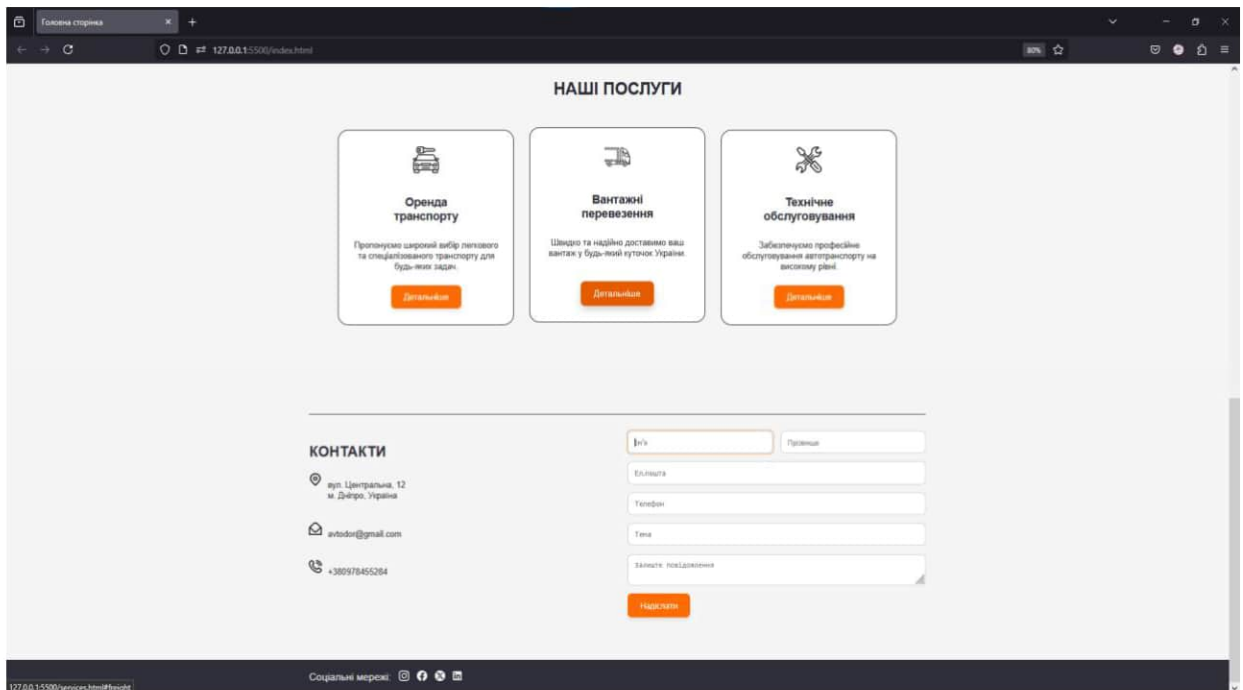 Головна сторінка
127.0.0.1:5500/index.html
80%
НАШІ ПОСЛУГИ
Оренда
транспорту
Пропонуємо широкий вибір легкового
та спеціалізованого транспорту для
будь-яких задач.
Детальніше
Вантажні
перевезення
Швидко та надійно доставимо ваш
вантаж у будь-який куточок України.
Детальніше
Технічне
обслуговування
Забезпечуємо професійне
обслуговування автотранспорту на
високому рівні.
Детальніше
КОНТАКТИ
вул. Центральна, 12
м. Дніпро, Україна
avtodor@gmail.com
+380978455284
Ім'я
Прізвище
Ел.пошта
Телефон
Тема
Залиште повідомлення
Надіслати
Соціальні мережі:
127.0.0.1:5500/services.html#freight